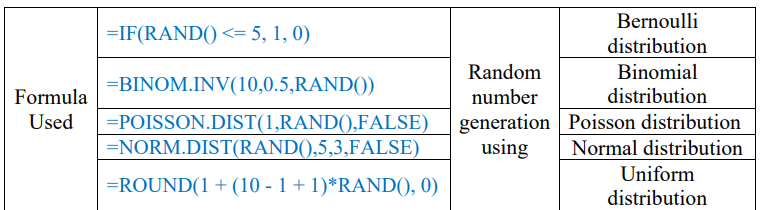 Formula
Used
=IF(RAND() <= 5, 1, 0)
=BINOM.INV(10,0.5,RAND())
=POISSON.DIST(1,RAND(),FALSE)
=NORM.DIST(RAND(),5,3,FALSE)
=ROUND(1 + (10 - 1 + 1)*RAND(), 0)
Random
number
generation
using
Bernoulli
distribution
Binomial
distribution
Poisson distribution
Normal distribution
Uniform
distribution